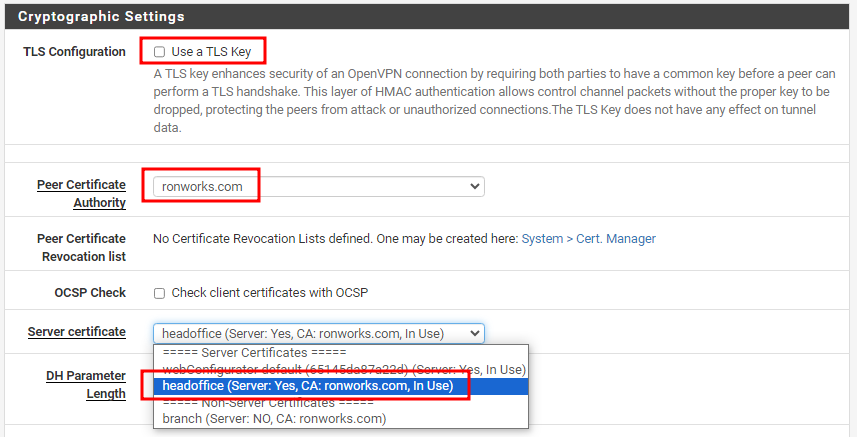 Cryptographic Settings
TLS Configuration
Use a TLS Key
A TLS key enhances security of an OpenVPN connection by requiring both parties to have a common key before a peer can
perform a TLS handshake. This layer of HMAC authentication allows control channel packets without the proper key to be
dropped, protecting the peers from attack or unauthorized connections.The TLS Key does not have any effect on tunnel
data.
Peer Certificate
Authority
ronworks.com
Peer Certificate
Revocation list
No Certificate Revocation Lists defined. One may be created here: System > Cert. Manager
OCSP Check
Check client certificates with OCSP
Server certificate
headoffice (Server: Yes, CA: ronworks.com, In Use)
===== Server Certificates =====
webConfigurator default (65145da87a22d) (Server: Yes, In Use)
DH Parameter
Length
headoffice (Server: Yes, CA: ronworks.com, In Use)
===== Non-Server Certificates =====
branch (Server: NO, CA: ronworks.com)